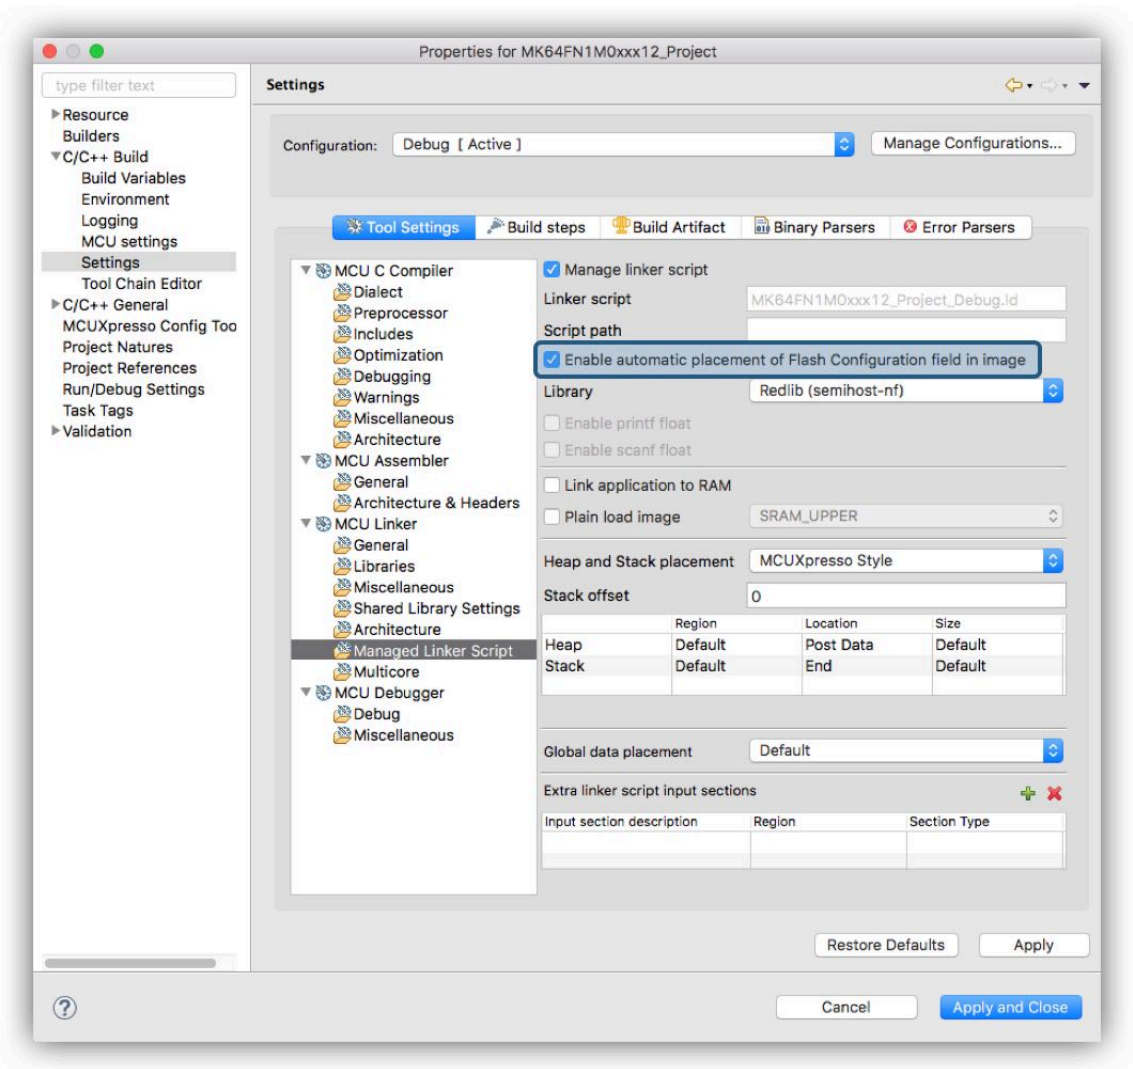 Properties for MK64FN1M0xxx12_Project
type filter text
Resource
Builders
C/C++ Build
Build Variables
Environment
Logging
MCU settings
Settings
Tool Chain Editor
C/C++ General
MCUXpresso Config Too
Project Natures
Project References
Run/Debug Settings
Task Tags
Validation
Settings
Configuration: Debug [ Active ] Manage Configurations...
Tool Settings Build steps Build Artifact Binary Parsers Error Parsers
MCU C Compiler
Dialect
Preprocessor
Includes
Optimization
Debugging
Warnings
Miscellaneous
Architecture
MCU Assembler
General
Architecture & Headers
MCU Linker
General
Libraries
Miscellaneous
Shared Library Settings
Architecture
Managed Linker Script
Multicore
MCU Debugger
Debug
Miscellaneous
Manage linker script
Linker script MK64FN1M0xxx12_Project_Debug.ld
Script path
Enable automatic placement of Flash Configuration field in image
Library Redlib (semihost-nf)
Enable printf float
Enable scanf float
Link application to RAM
Plain load image SRAM_UPPER
Heap and Stack placement MCUXpresso Style
Stack offset 0
Region Location Size
Heap Default Post Data Default
Stack Default End Default
Global data placement Default
Extra linker script input sections
Input section description Region Section Type
Restore Defaults Apply
? Cancel Apply and Close